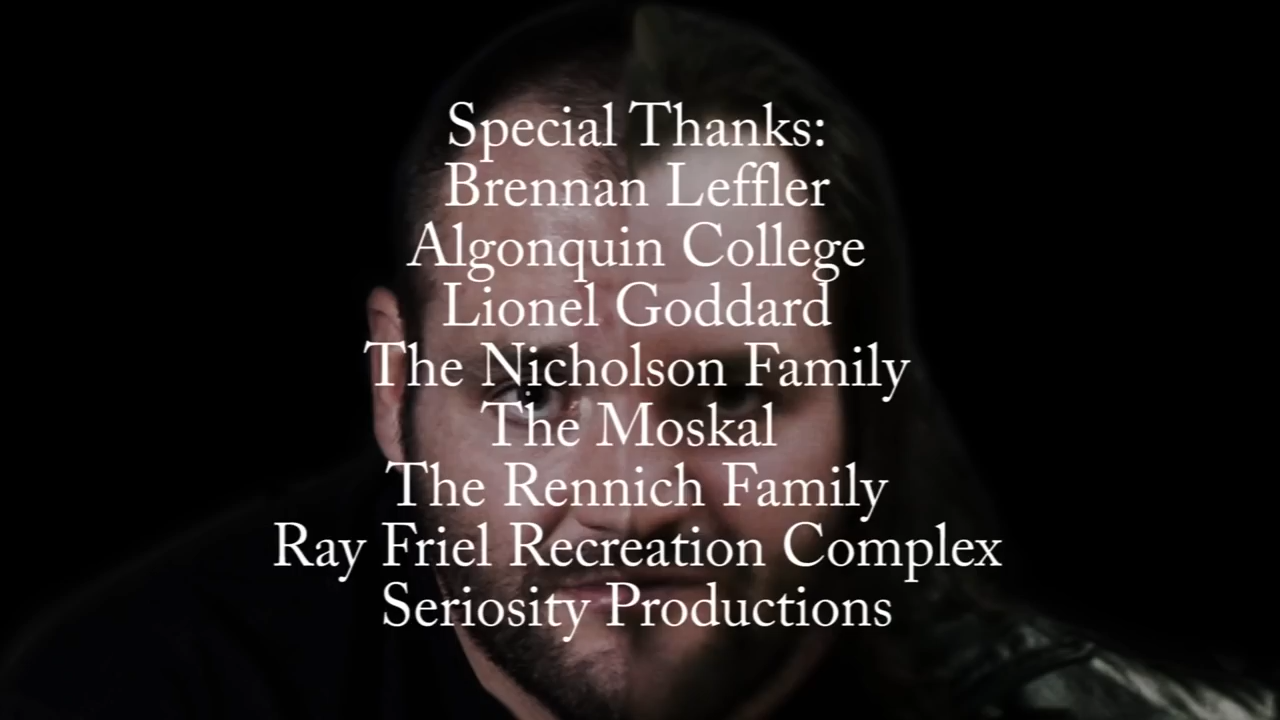 Special Thanks:
Brennan Leffler
Algonquin College
Lionel Goddard
The Nicholson Family
The Moskal
The Rennich Family
Ray Friel Recreation Complex
Seriosity Productions